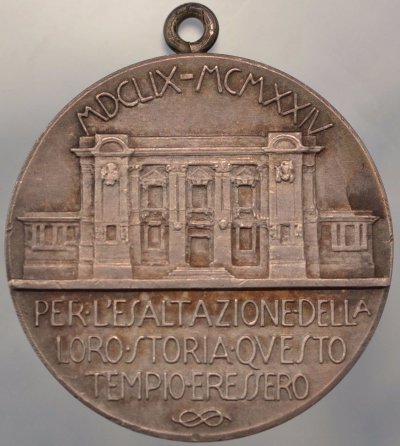 MDCLIX-MCMXXIV
PER·L'ESALTAZIONE·DELLA
LORO·STORIA·QVESTO
TEMPIO·ERESSERO